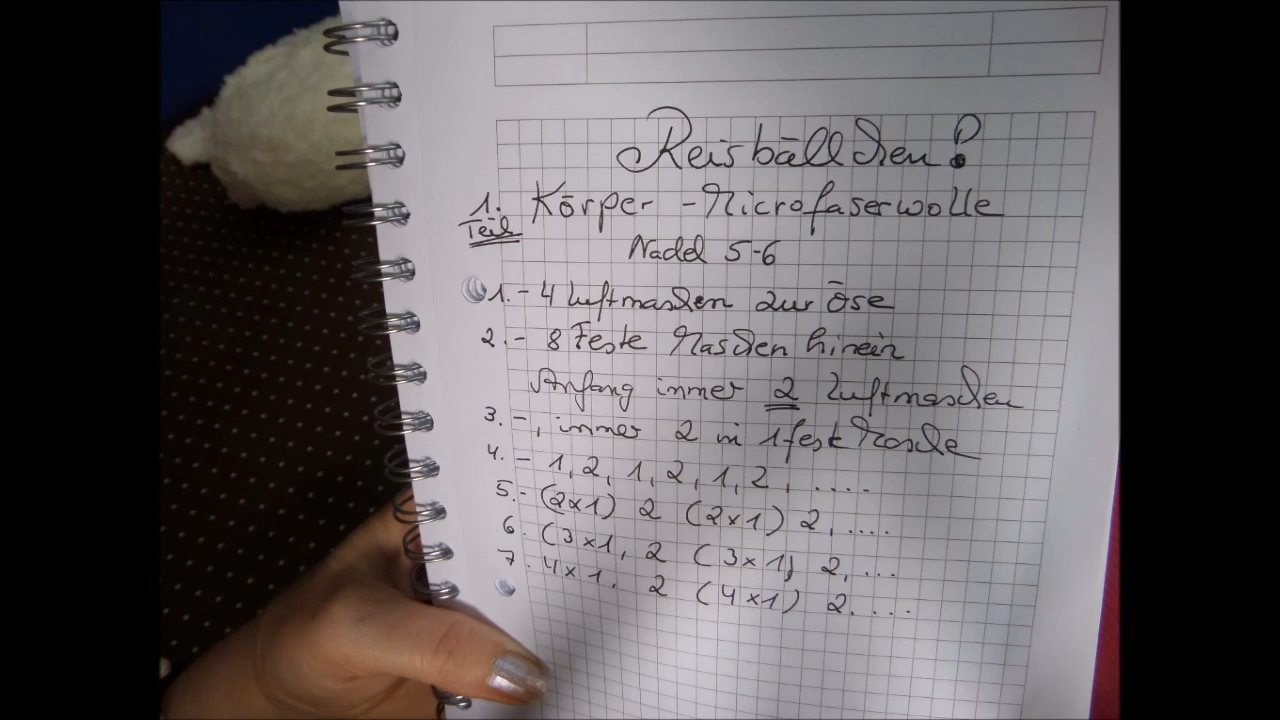 Reisbällchen!
1. Körper - Microfaserwolle
Teil
Nadel 5-6
1. - 4 Luftmaschen zur Öse
2. - 8 Feste Maschen hinein
Anfang immer 2 Luftmaschen
3. -, immer 2 in 1 fest Masche
4. - 1, 2, 1, 2, 1, 2, ....
5. - (2x1) 2 (2x1) 2, ....
6. (3x1, 2 (3x1) 2, ...
7. 4x1. 2 (4x1) 2. ...